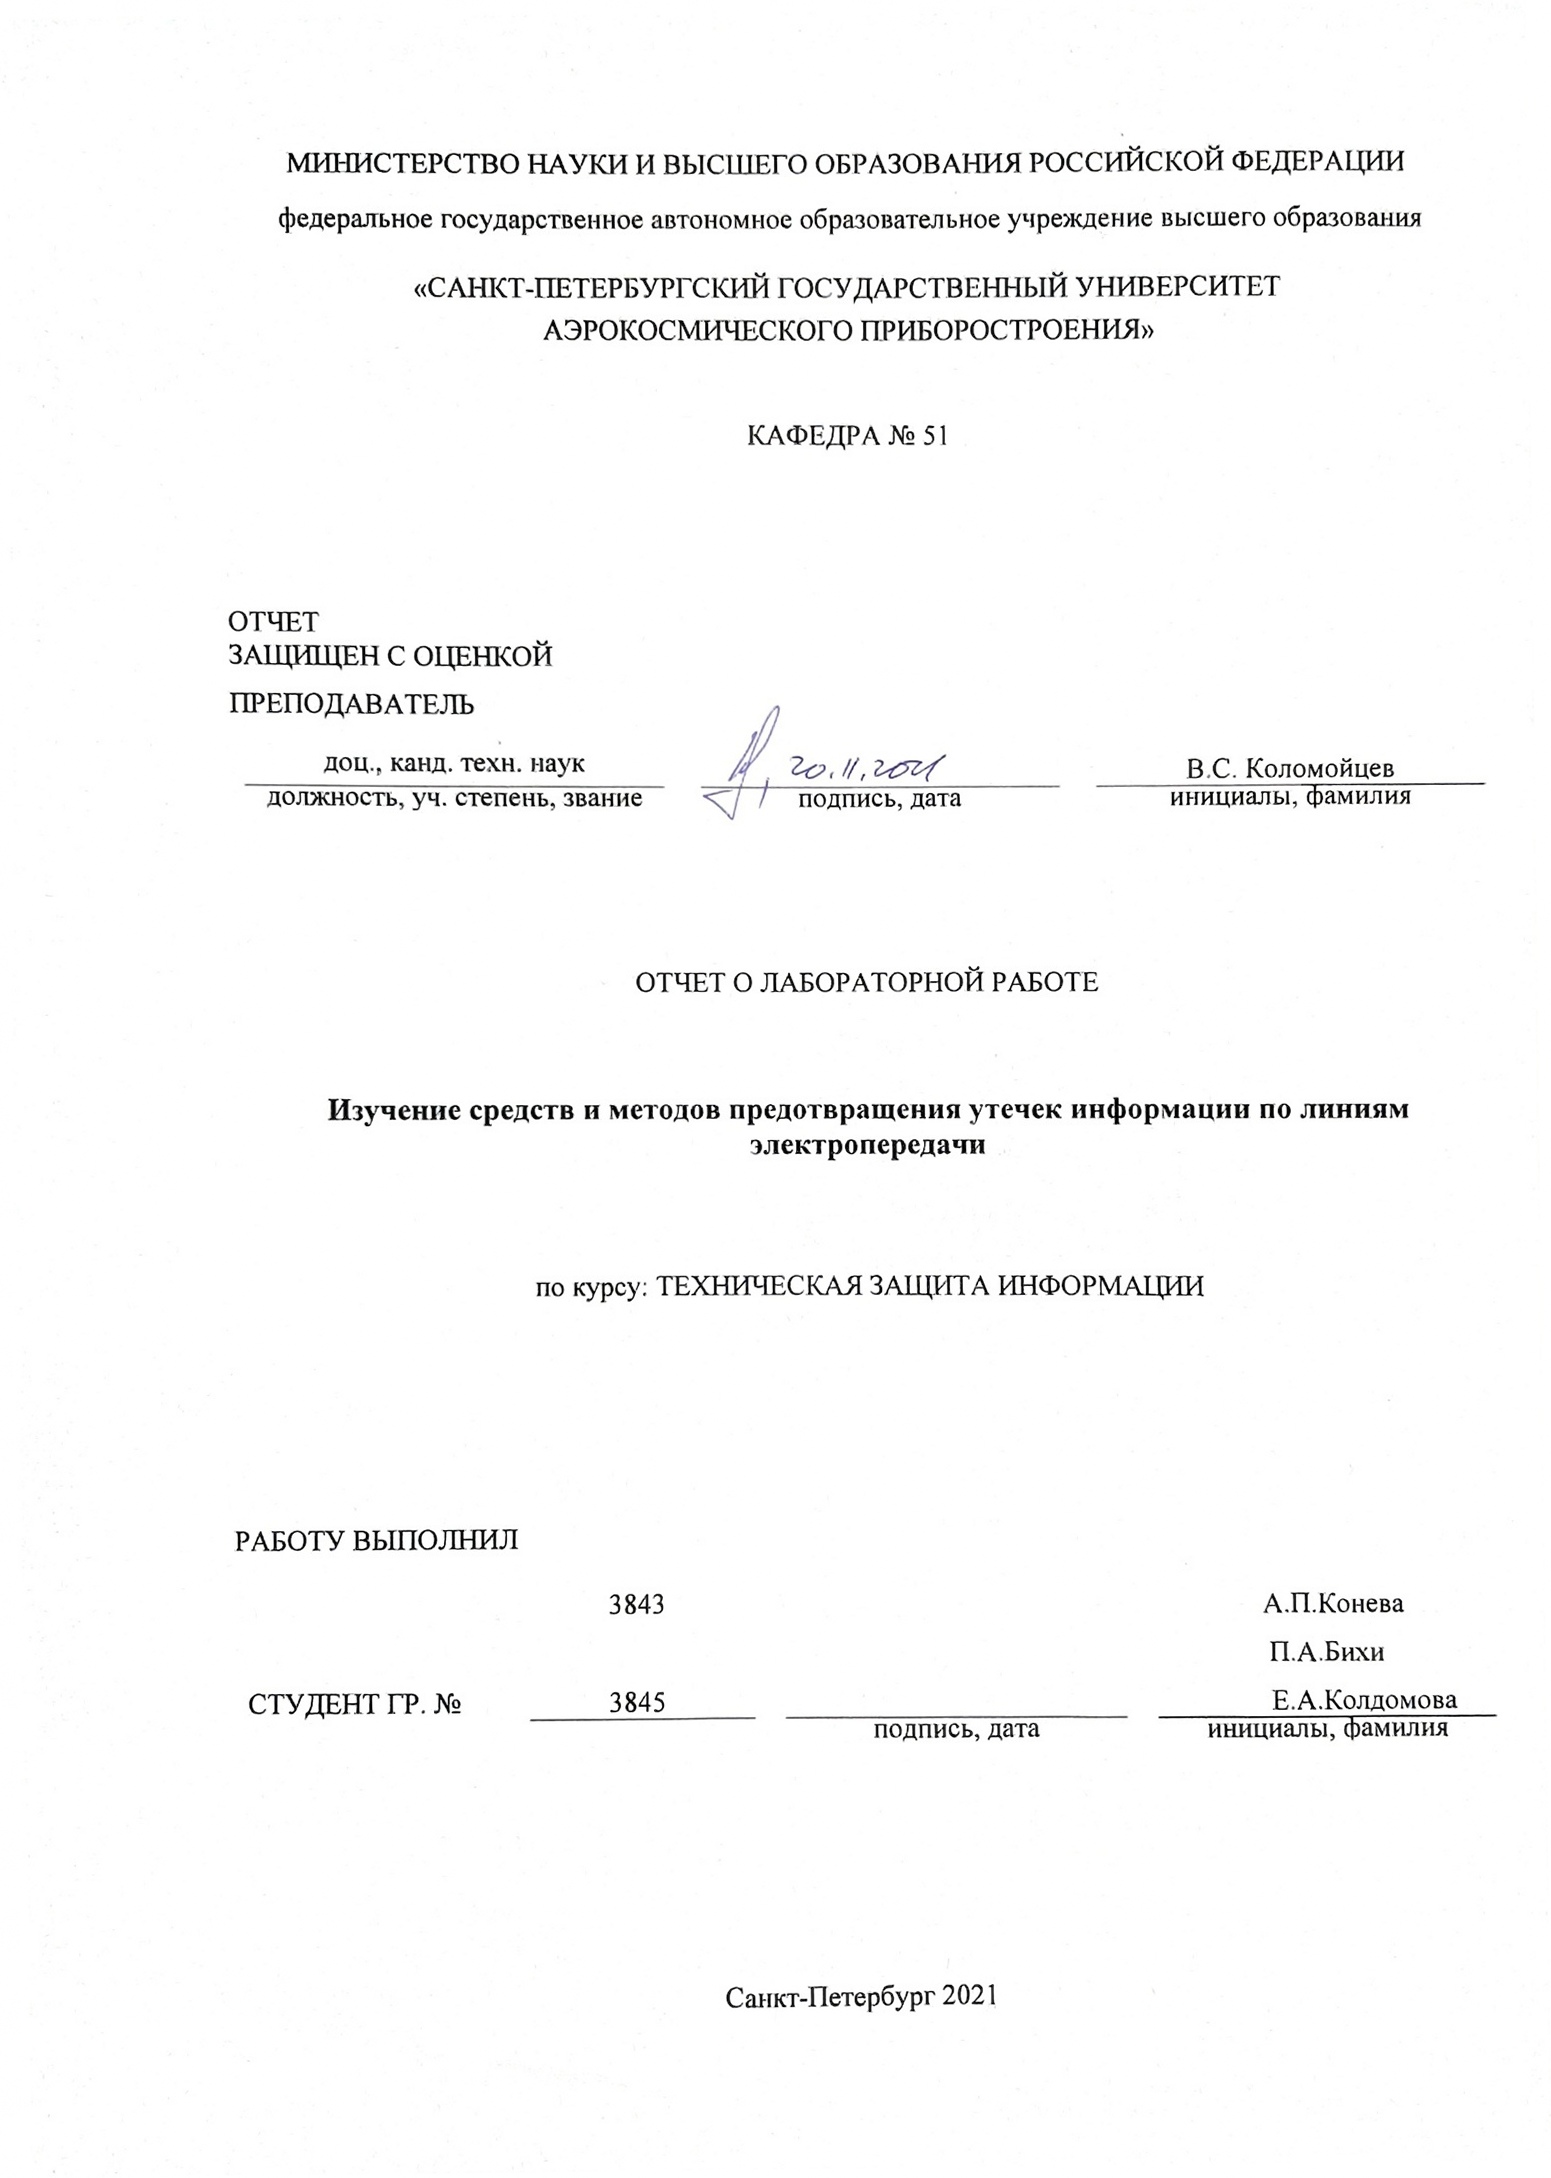 МИНИСТЕРСТВО НАУКИ И ВЫСШЕГО ОБРАЗОВАНИЯ РОССИЙСКОЙ ФЕДЕРАЦИИ
федеральное государственное автономное образовательное учреждение высшего образования
«САНКТ-ПЕТЕРБУРГСКИЙ ГОСУДАРСТВЕННЫЙ УНИВЕРСИТЕТ
АЭРОКОСМИЧЕСКОГО ПРИБОРОСТРОЕНИЯ»
КАФЕДРА № 51
ОТЧЕТ
ЗАЩИЩЕН С ОЦЕНКОЙ
ПРЕПОДАВАТЕЛЬ
доц., канд. техн. наук 20.11.2021 В.С. Коломойцев
должность, уч. степень, звание подпись, дата инициалы, фамилия
ОТЧЕТ О ЛАБОРАТОРНОЙ РАБОТЕ
Изучение средств и методов предотвращения утечек информации по линиям
электропередачи
по курсу: ТЕХНИЧЕСКАЯ ЗАЩИТА ИНФОРМАЦИИ
РАБОТУ ВЫПОЛНИЛ
3843 А.П.Конева
П.А.Бихи
СТУДЕНТ ГР. № 3845 Е.А.Колдомова
подпись, дата инициалы, фамилия
Санкт-Петербург 2021